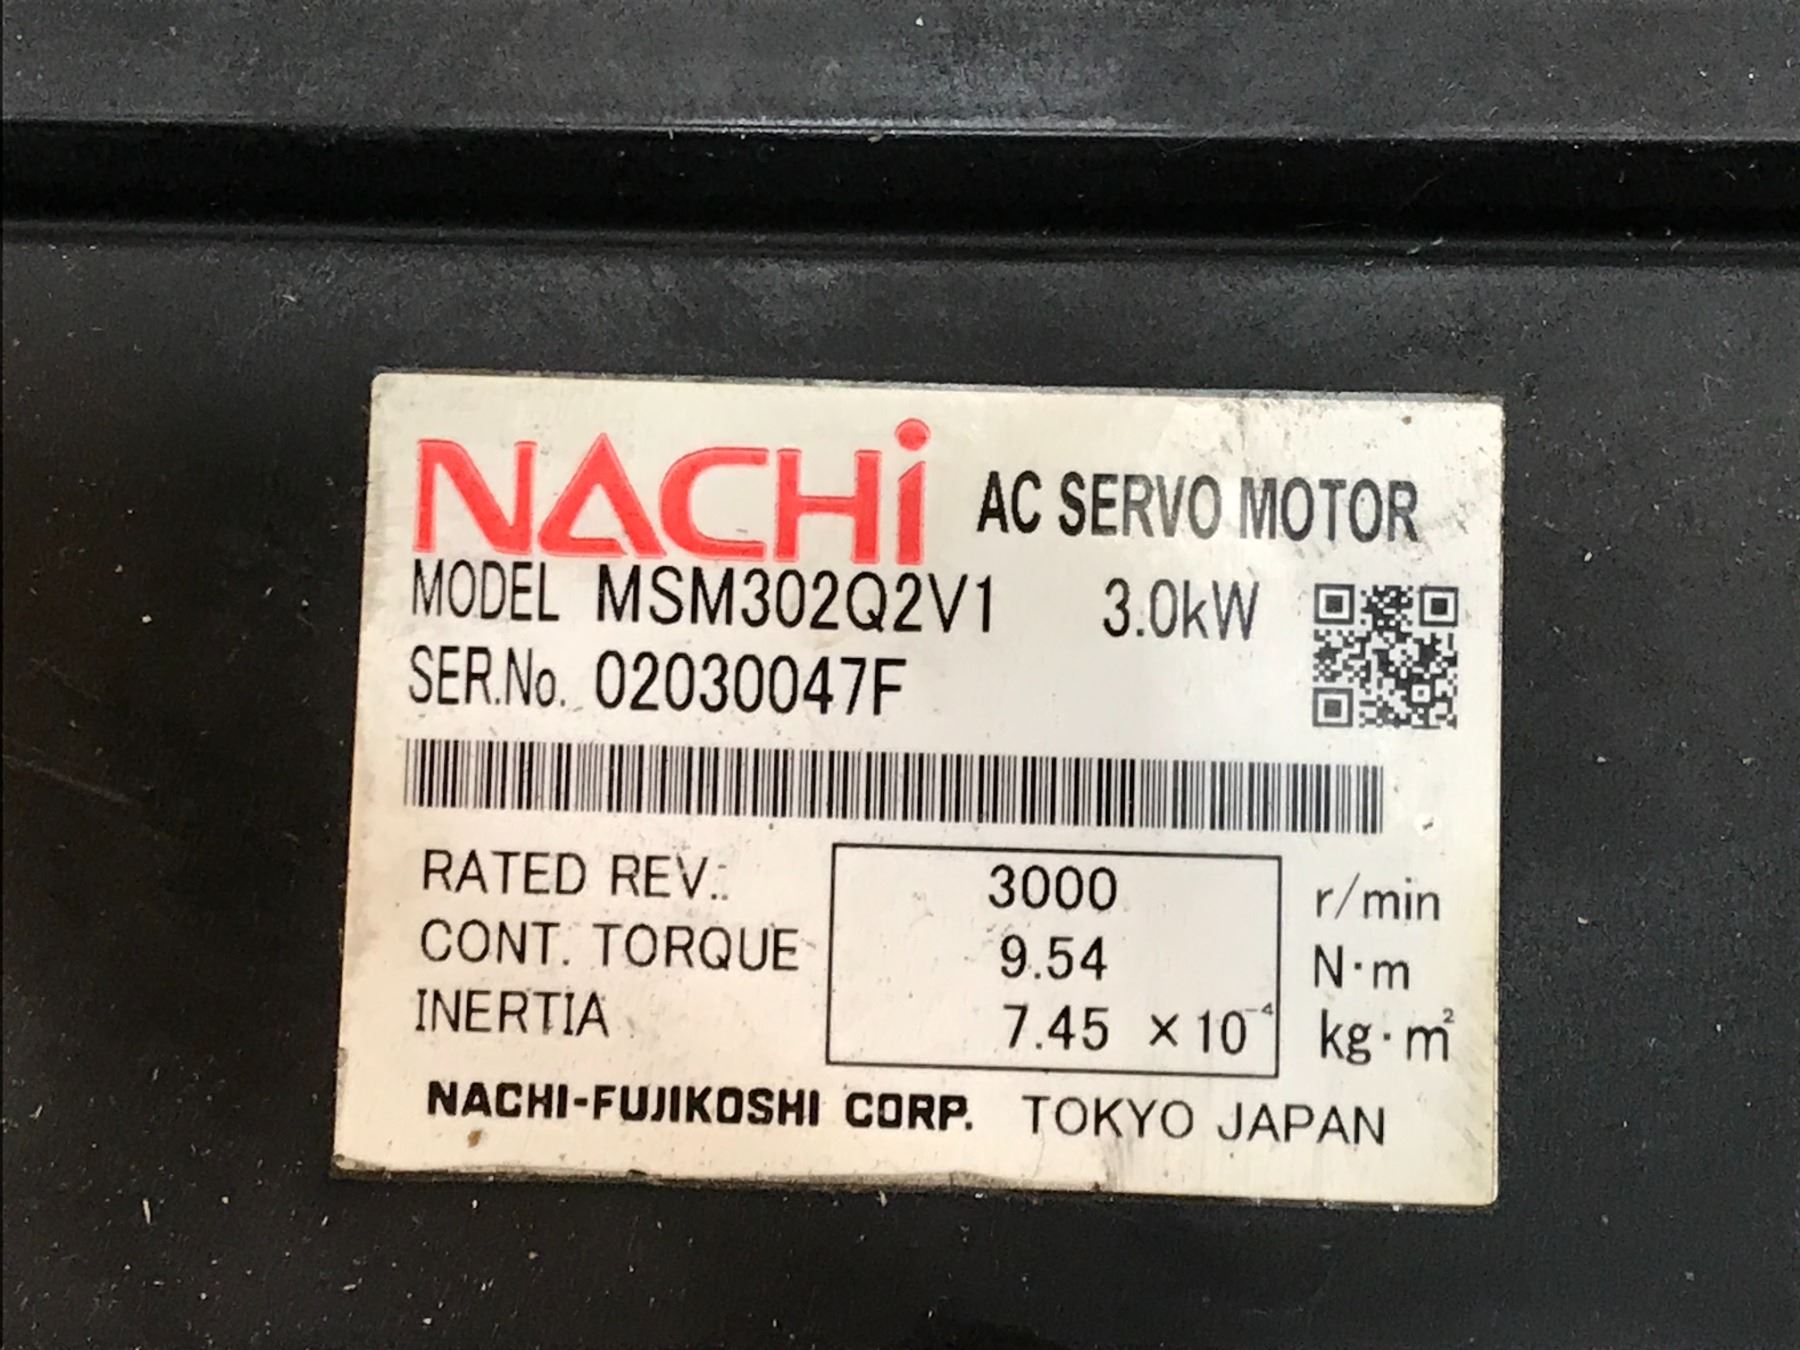 NACHi AC SERVO MOTOR
MODEL MSM302Q2V1 3.0kW
SER.No. 02030047F
RATED REV.: 3000 r/min
CONT. TORQUE 9.54 N·m
INERTIA 7.45 ×10⁻⁴ kg·m²
NACHI-FUJIKOSHI CORP. TOKYO JAPAN